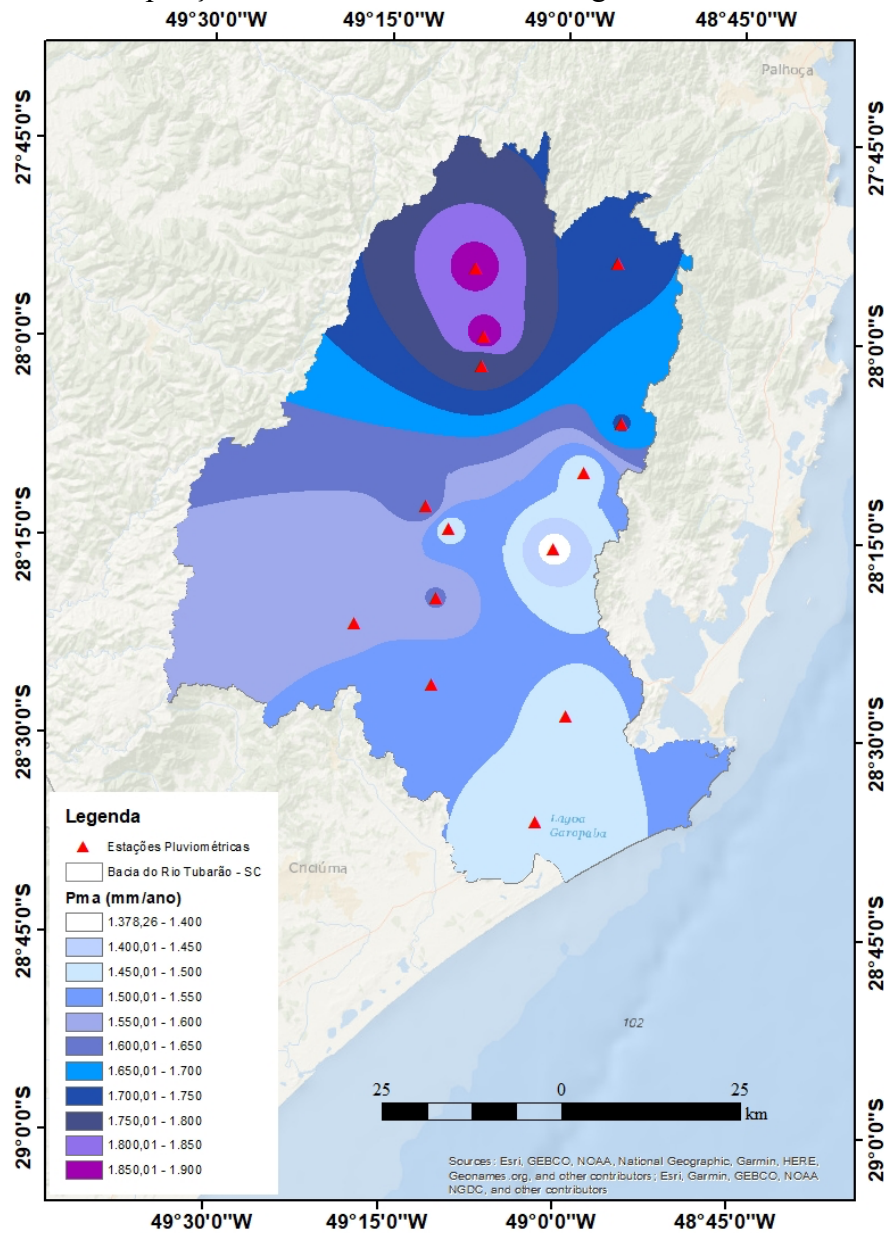 49°30'0"W 49°15'0"W 49°0'0"W 48°45'0"W
Palhoça
27°45'0"S 27°45'0"S
28°0'0"S 28°0'0"S
28°15'0"S 28°15'0"S
28°30'0"S 28°30'0"S
Lagoa
Garopaba
Criciúma
Legenda
Estações Pluviométricas
Bacia do Rio Tubarão - SC
Pma (mm/ano)
1.378,26 - 1.400
1.400,01 - 1.450
1.450,01 - 1.500
1.500,01 - 1.550
1.550,01 - 1.600
1.600,01 - 1.650
1.650,01 - 1.700
1.700,01 - 1.750
1.750,01 - 1.800
1.800,01 - 1.850
1.850,01 - 1.900
28°45'0"S 28°45'0"S
102
25 0 25
km
29°0'0"S 29°0'0"S
Sources: Esri, GEBCO, NOAA, National Geographic, Garmin, HERE,
Geonames.org, and other contributors; Esri, Garmin, GEBCO, NOAA
NGDC, and other contributors
49°30'0"W 49°15'0"W 49°0'0"W 48°45'0"W